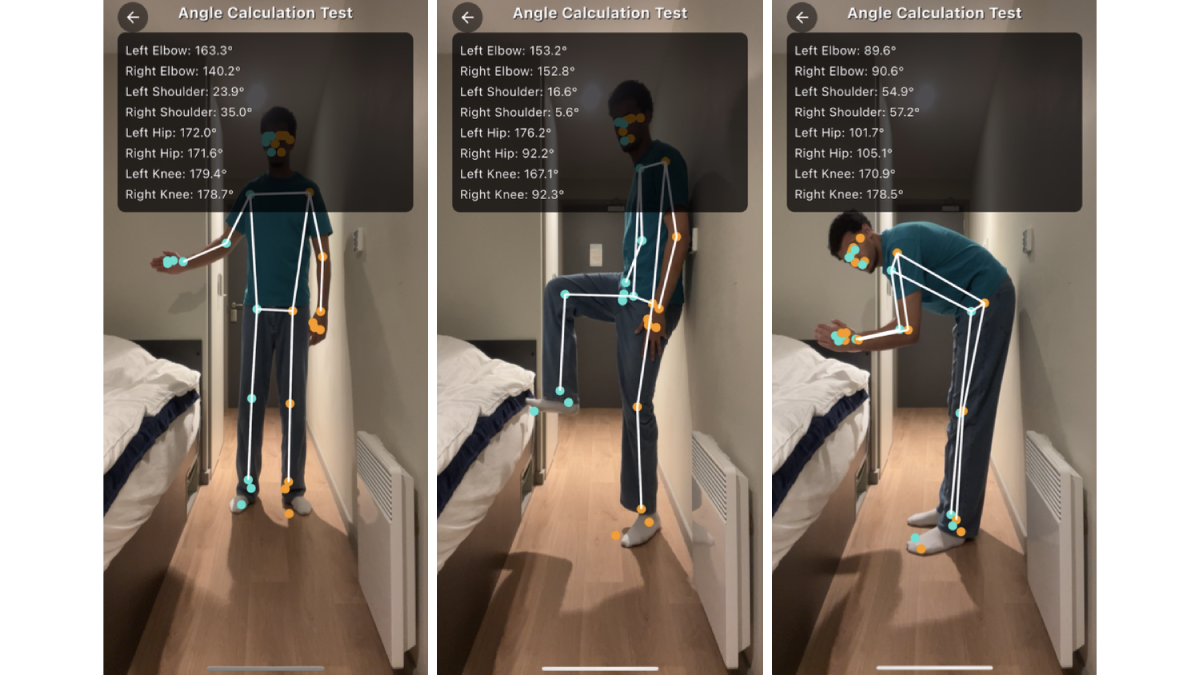 Angle Calculation Test
Left Elbow: 163.3°
Right Elbow: 140.2°
Left Shoulder: 23.9°
Right Shoulder: 35.0°
Left Hip: 172.0°
Right Hip: 171.6°
Left Knee: 179.4°
Right Knee: 178.7°
Angle Calculation Test
Left Elbow: 153.2°
Right Elbow: 152.8°
Left Shoulder: 16.6°
Right Shoulder: 5.6°
Left Hip: 176.2°
Right Hip: 92.2°
Left Knee: 167.1°
Right Knee: 92.3°
Angle Calculation Test
Left Elbow: 89.6°
Right Elbow: 90.6°
Left Shoulder: 54.9°
Right Shoulder: 57.2°
Left Hip: 101.7°
Right Hip: 105.1°
Left Knee: 170.9°
Right Knee: 178.5°